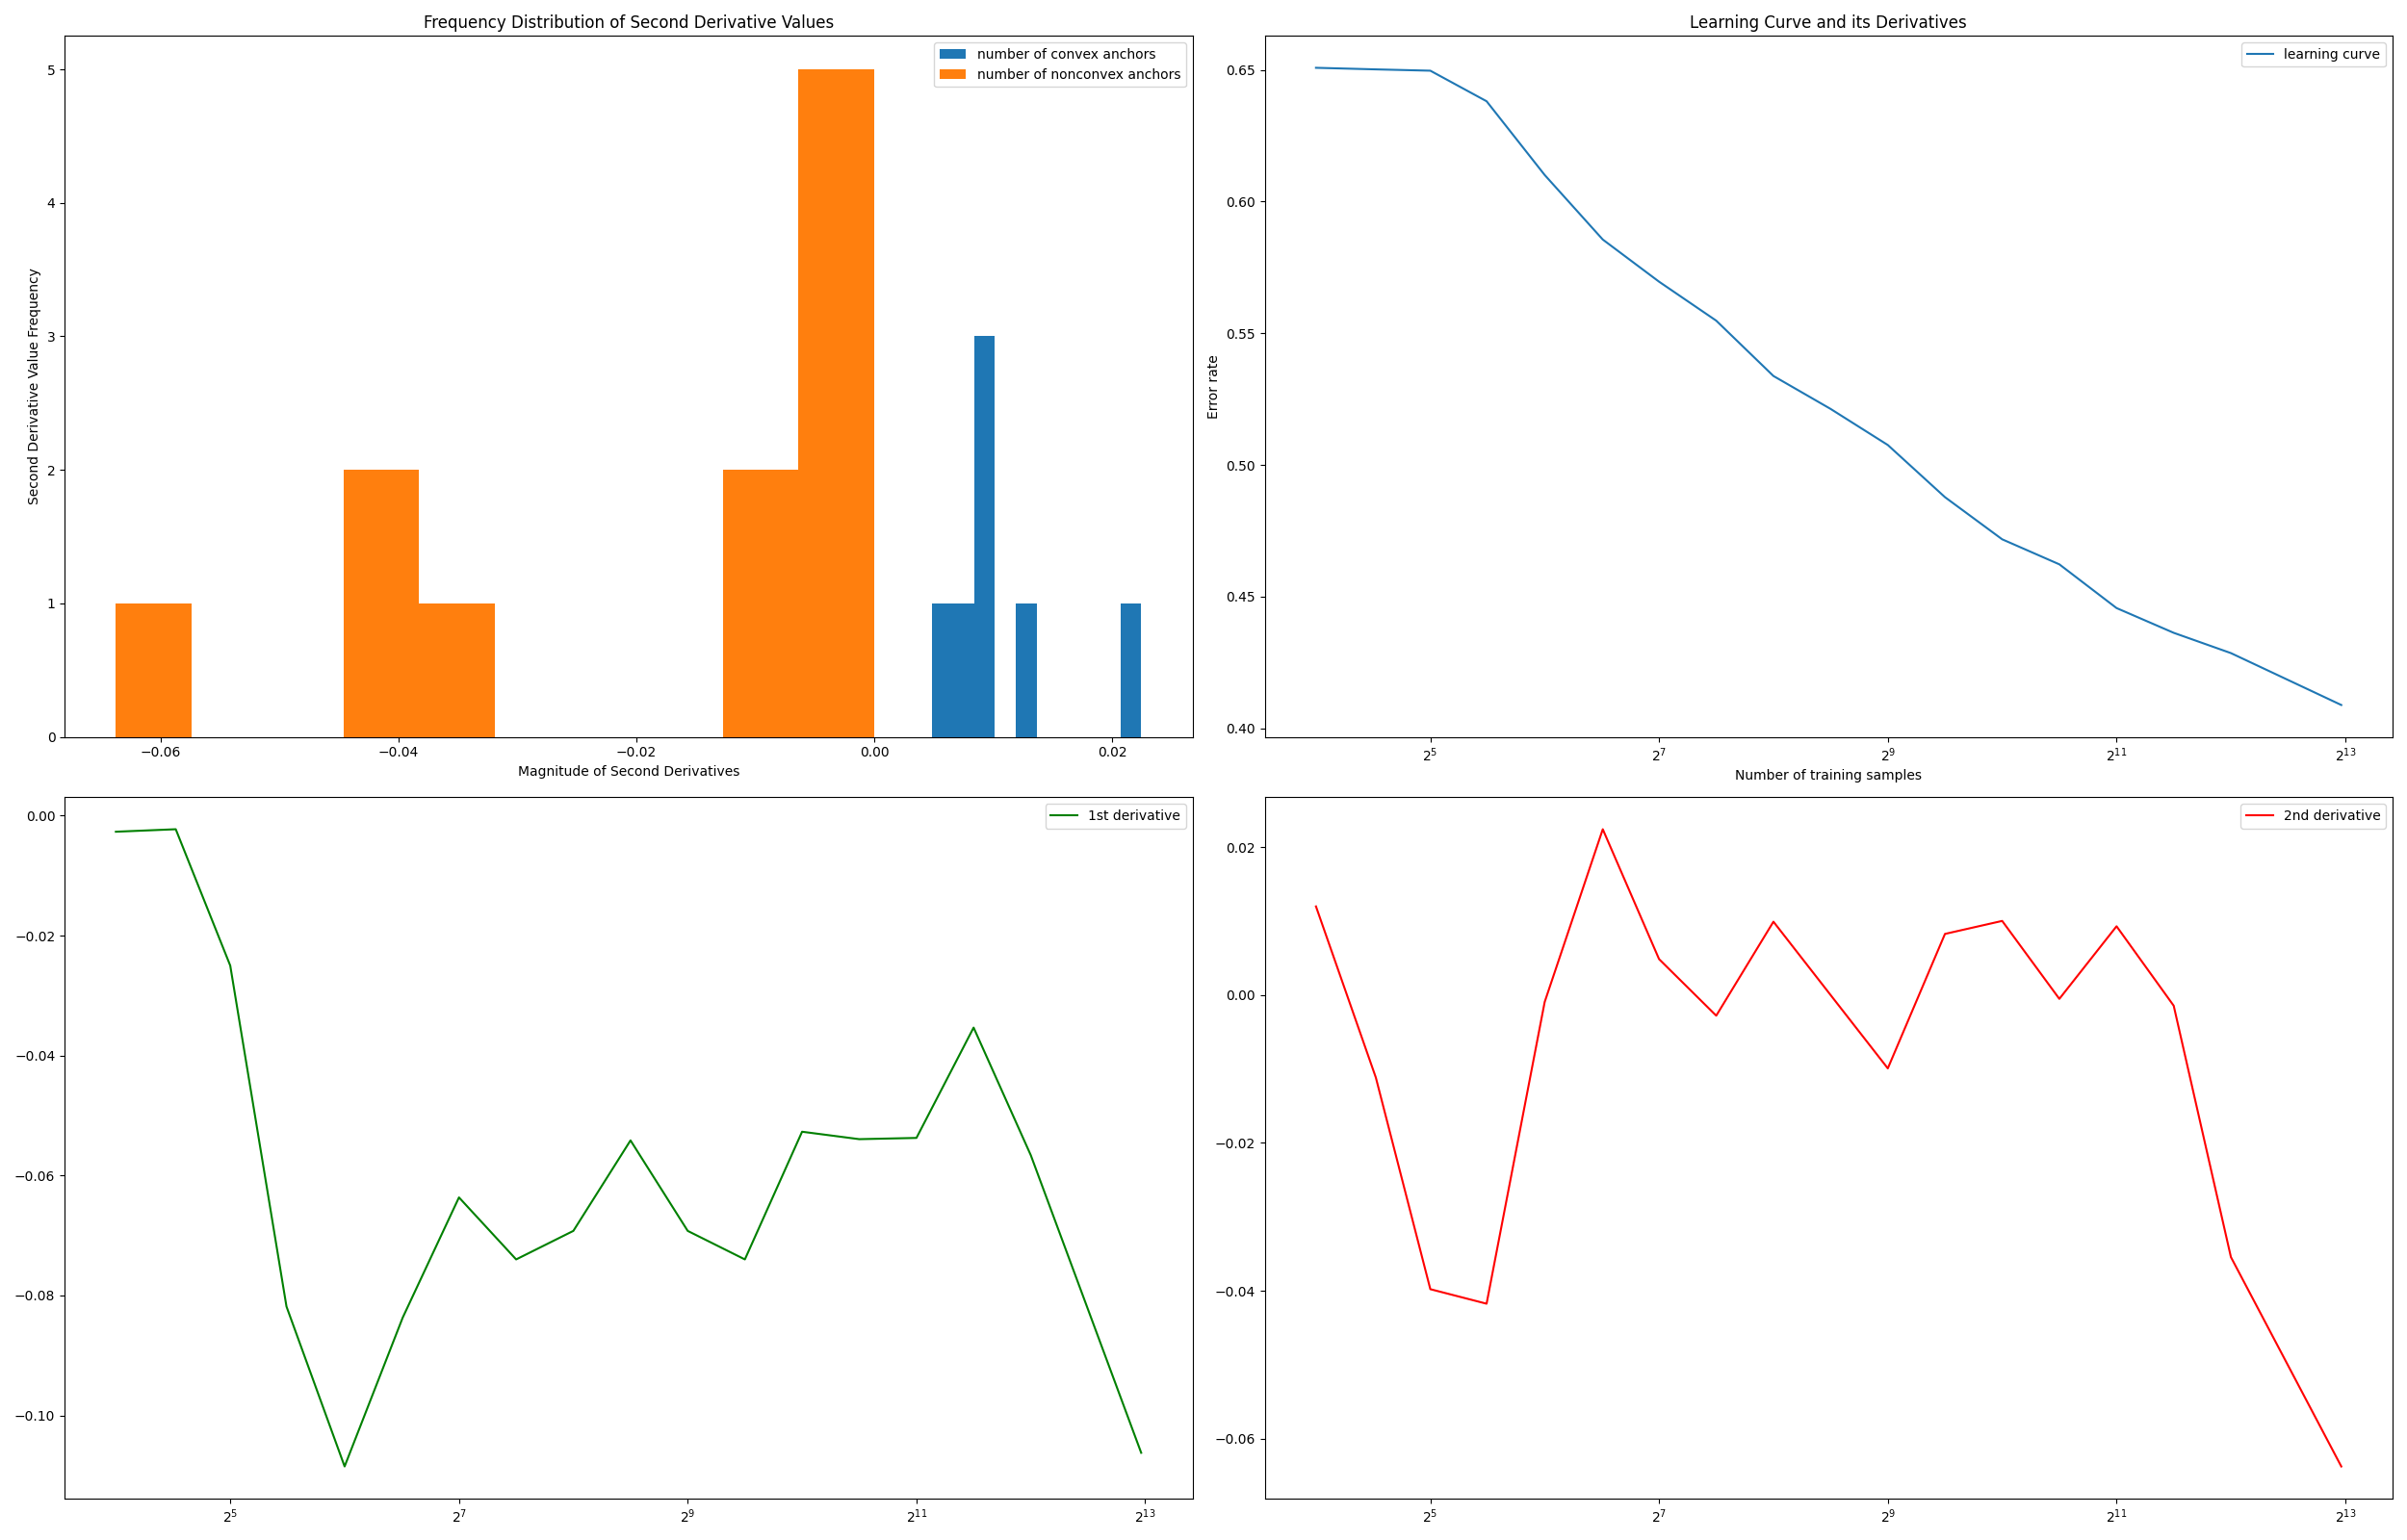 Frequency Distribution of Second Derivative Values
number of convex anchors
number of nonconvex anchors
5
4
3
2
1
0
Second Derivative Value Frequency
−0.06 −0.04 −0.02 0.00 0.02
Magnitude of Second Derivatives
Learning Curve and its Derivatives
learning curve
0.65
0.60
0.55
0.50
0.45
0.40
Error rate
2^5 2^7 2^9 2^11 2^13
Number of training samples
1st derivative
0.00
−0.02
−0.04
−0.06
−0.08
−0.10
2^5 2^7 2^9 2^11 2^13
2nd derivative
0.02
0.00
−0.02
−0.04
−0.06
2^5 2^7 2^9 2^11 2^13